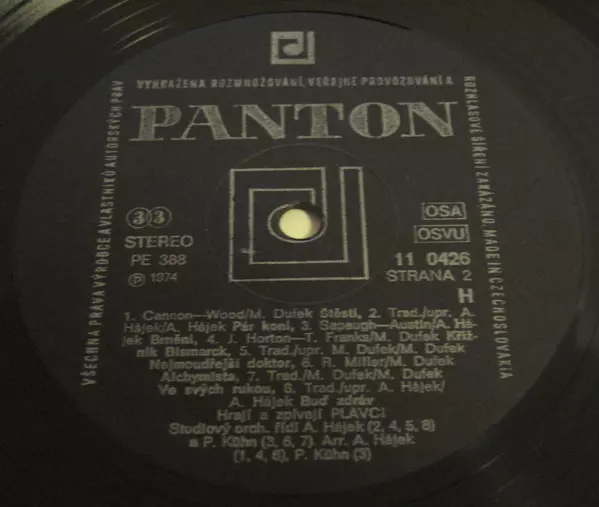 VYHRAŽENA ROZMNOŽOVÁNÍ, VEŘEJNÉ PROVOZOVÁNÍ A
ROZHLASOVÉ ŠÍŘENÍ ZAKÁZÁNO. MADE IN CZECHOSLOVAKIA
VŠECHNA PRÁVA VÝROBCE A VLASTNÍKŮ AUTORSKÝCH PRÁV
PANTON
33
STEREO
PE 388
Ⓟ 1974
OSA
OSVU
11 0426
STRANA 2
H
1. Cannon—Wood/M. Dufek Štěstí, 2. Trad./upr. A.
Hájek/A. Hájek Pár koní, 3. Sapaugh—Austin/A. Há-
jek Brnění, 4. J. Horton—T. Franks/M. Dufek Křiž-
ník Bismarck, 5. Trad./upr. M. Dufek/M. Dufek
Nejmoudřejší doktor, 6. R. Miller/M. Dufek
Alchymista, 7. Trad./M. Dufek/M. Dufek
Ve svých rukou, 8. Trad./upr. A. Hájek/
A. Hájek Buď zdráv
Hrají a zpívají PLAVCI
Studiový orch. řídí A. Hájek (2, 4, 5, 8)
a P. Kühn (3, 6, 7). Arr. A. Hájek
(1, 4, 6), P. Kühn (3)